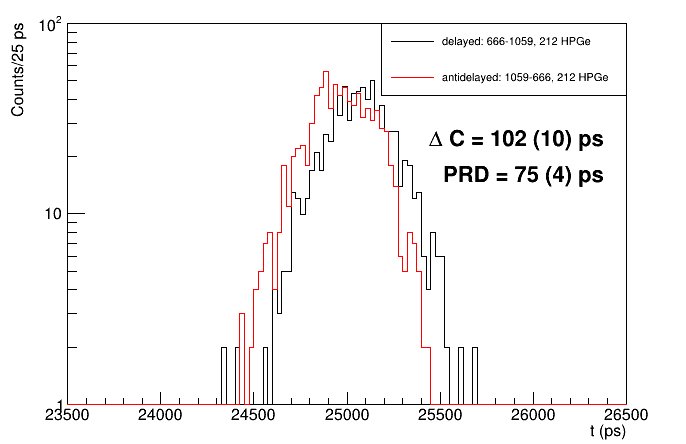 10²
Counts/25 ps
delayed: 666-1059, 212 HPGe
antidelayed: 1059-666, 212 HPGe
Δ C = 102 (10) ps
PRD = 75 (4) ps
10
1
23500 24000 24500 25000 25500 26000 26500
t (ps)